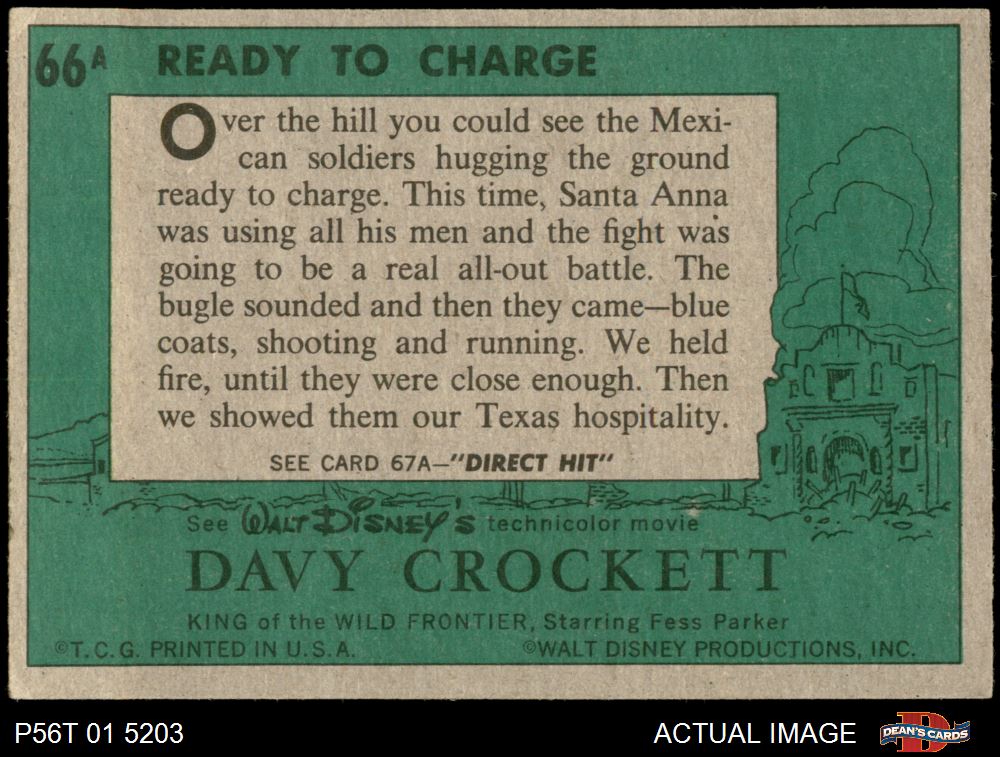 66A READY TO CHARGE
Over the hill you could see the Mexi-
can soldiers hugging the ground
ready to charge. This time, Santa Anna
was using all his men and the fight was
going to be a real all-out battle. The
bugle sounded and then they came—blue
coats, shooting and running. We held
fire, until they were close enough. Then
we showed them our Texas hospitality.
SEE CARD 67A—"DIRECT HIT"
See WALT DISNEY'S technicolor movie
DAVY CROCKETT
KING of the WILD FRONTIER, Starring Fess Parker
©T.C.G. PRINTED IN U.S.A. ©WALT DISNEY PRODUCTIONS, INC.
P56T 01 5203 ACTUAL IMAGE DEAN'S CARDS